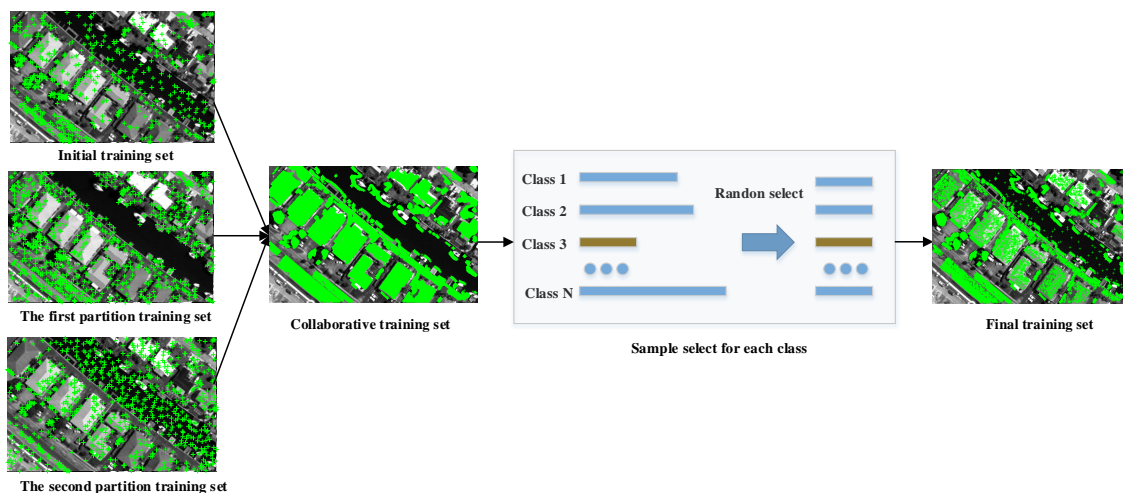 Initial training set
The first partition training set
The second partition training set
Collaborative training set
Class 1
Class 2
Class 3
Class N
Randon select
Sample select for each class
Final training set